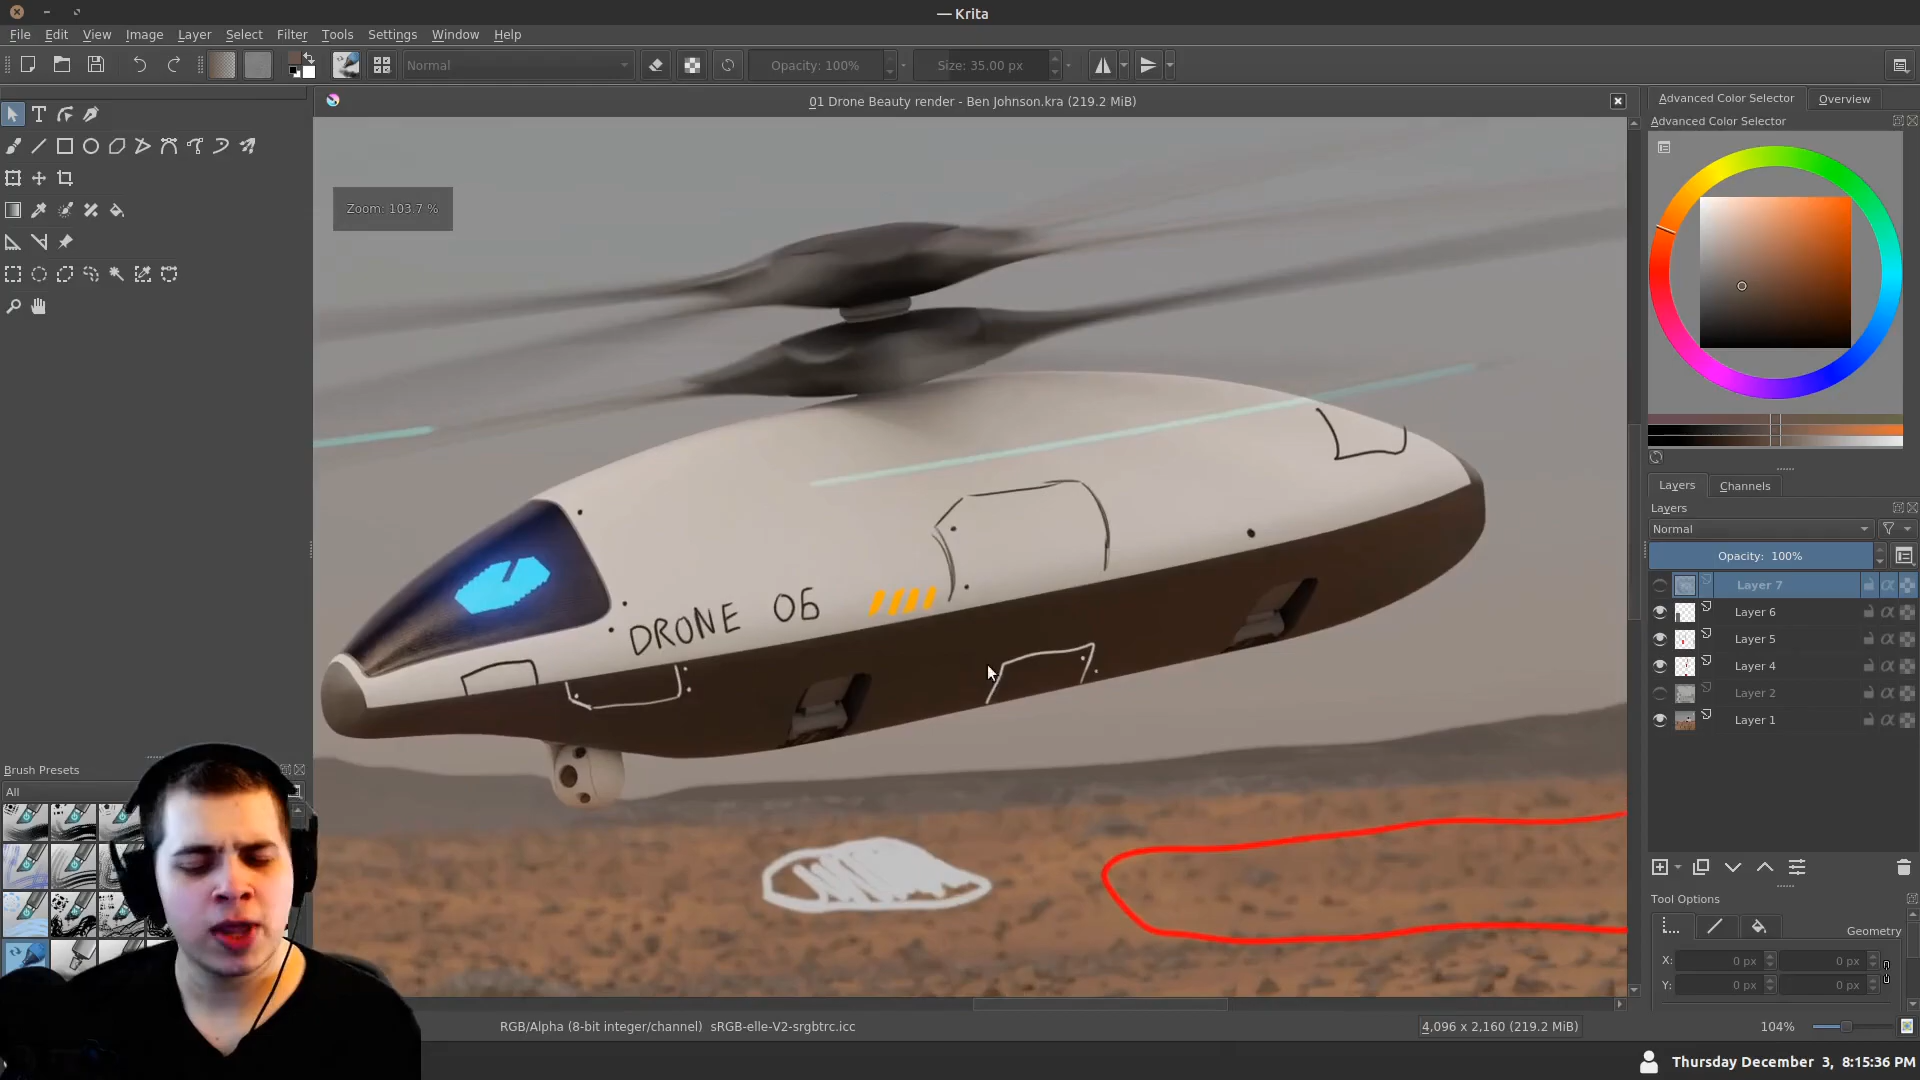 — Krita
File Edit View Image Layer Select Filter Tools Settings Window Help
Normal Opacity: 100% Size: 35.00 px
01 Drone Beauty render - Ben Johnson.kra (219.2 MiB)
Advanced Color Selector Overview
Advanced Color Selector
Zoom: 103.7 %
DRONE 06
Layers Channels
Layers
Normal
Opacity: 100%
Layer 7
Layer 6
Layer 5
Layer 4
Layer 2
Layer 1
Brush Presets
All
Tool Options
Geometry
X: 0 px 0 px
Y: 0 px 0 px
RGB/Alpha (8-bit integer/channel) sRGB-elle-V2-srgbtrc.icc 4,096 x 2,160 (219.2 MiB) 104%
Thursday December 3, 8:15:36 PM